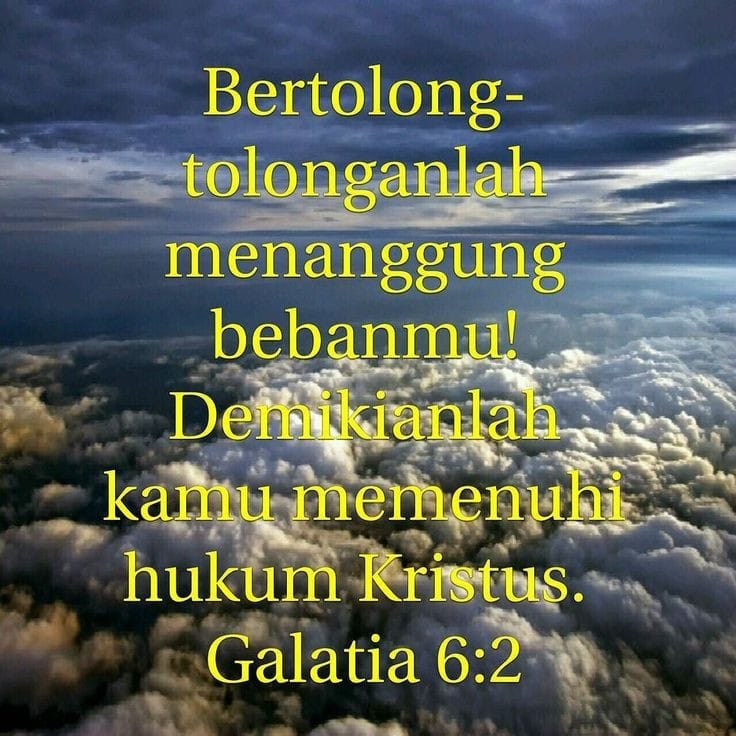 Bertolong-
tolonganlah
menanggung
bebanmu!
Demikianlah
kamu memenuhi
hukum Kristus.
Galatia 6:2